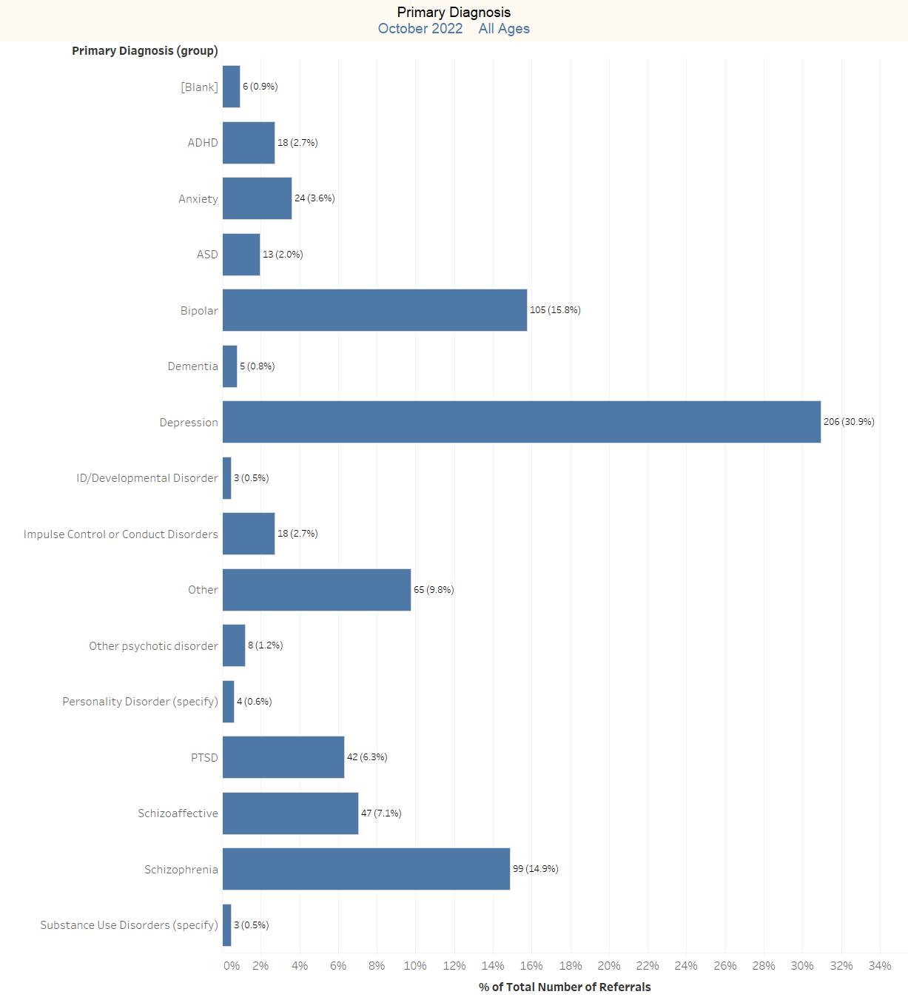 Primary Diagnosis
October 2022 All Ages
Primary Diagnosis (group)
[Blank] 6 (0.9%)
ADHD 18 (2.7%)
Anxiety 24 (3.6%)
ASD 13 (2.0%)
Bipolar 105 (15.8%)
Dementia 5 (0.8%)
Depression 206 (30.9%)
ID/Developmental Disorder 3 (0.5%)
Impulse Control or Conduct Disorders 18 (2.7%)
Other 65 (9.8%)
Other psychotic disorder 8 (1.2%)
Personality Disorder (specify) 4 (0.6%)
PTSD 42 (6.3%)
Schizoaffective 47 (7.1%)
Schizophrenia 99 (14.9%)
Substance Use Disorders (specify) 3 (0.5%)
0% 2% 4% 6% 8% 10% 12% 14% 16% 18% 20% 22% 24% 26% 28% 30% 32% 34%
% of Total Number of Referrals